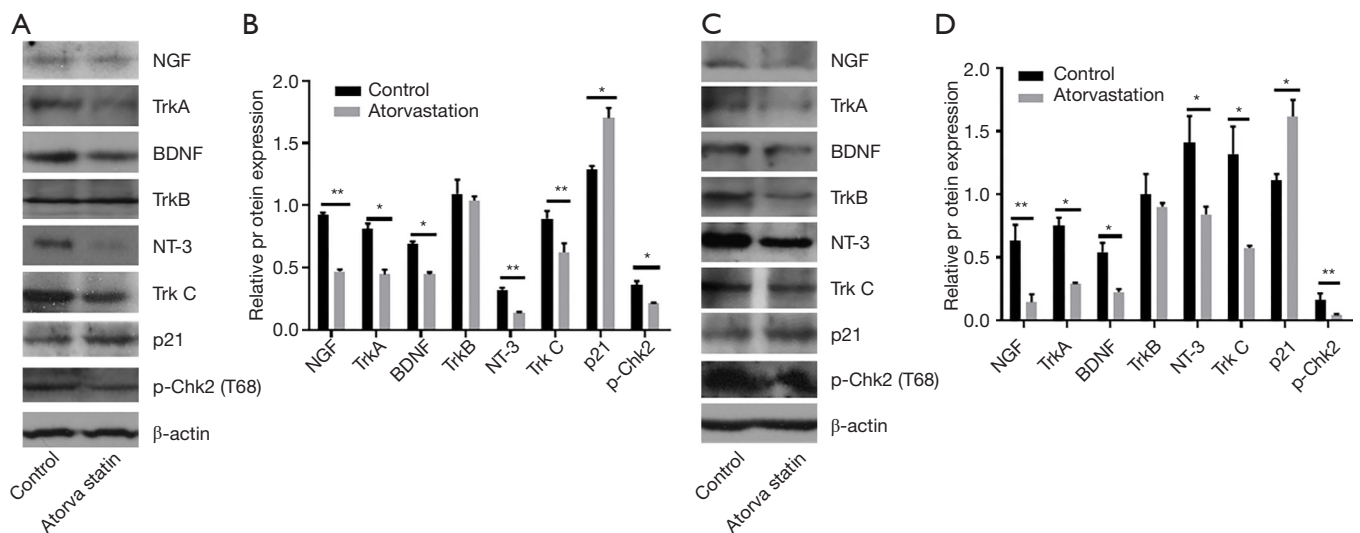 A
NGF
TrkA
BDNF
TrkB
NT-3
Trk C
p21
p-Chk2 (T68)
β-actin
Control
Atorva statin
B
Relative pr otein expression
2.0
1.5
1.0
0.5
0.0
Control
Atorvastation
**
*
*
**
**
*
*
NGF
TrkA
BDNF
TrkB
NT-3
Trk C
p21
p-Chk2
C
NGF
TrkA
BDNF
TrkB
NT-3
Trk C
p21
p-Chk2 (T68)
β-actin
Control
Atorva statin
D
Relative pr otein expression
2.0
1.5
1.0
0.5
0.0
Control
Atorvastation
**
*
*
*
*
*
**
NGF
TrkA
BDNF
TrkB
NT-3
Trk C
p21
p-Chk2